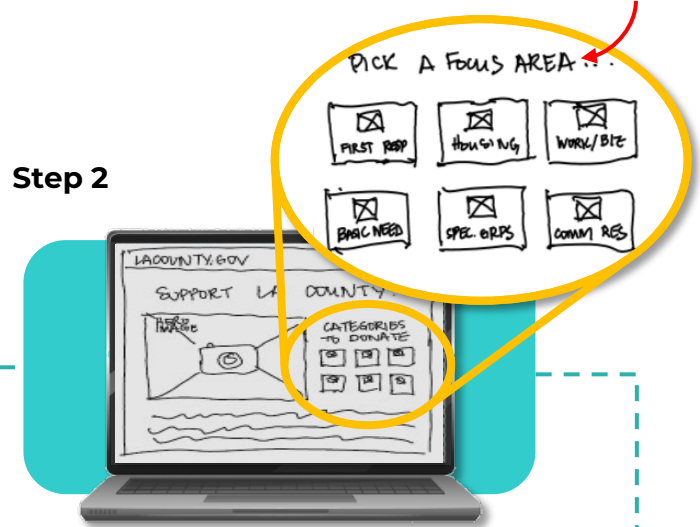 PICK A FOCUS AREA...
FIRST RESP HOUSING WORK/BIZ
BASIC NEED SPEC. GRPS COMM RES
Step 2
LACOUNTY.GOV
SUPPORT LA COUNTY
HERO IMAGE
CATEGORIES
TO DONATE